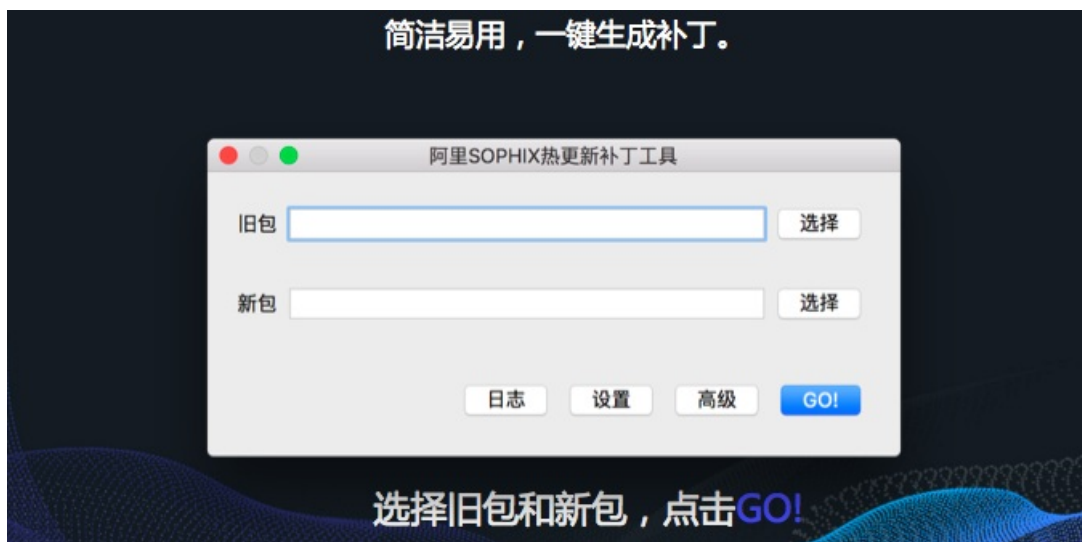 简洁易用，一键生成补丁。
阿里SOPHIX热更新补丁工具
旧包 选择
新包 选择
日志 设置 高级 GO!
选择旧包和新包，点击GO!